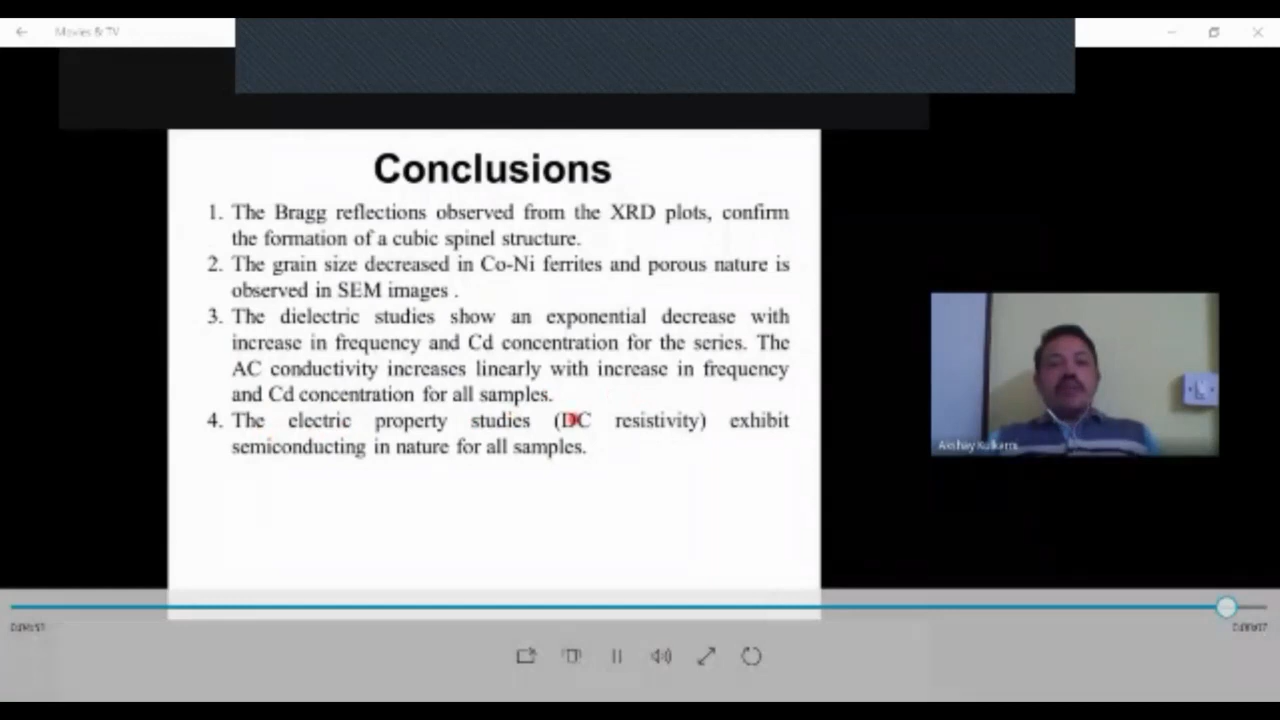 Movies & TV
Conclusions
1. The Bragg reflections observed from the XRD plots, confirm
the formation of a cubic spinel structure.
2. The grain size decreased in Co-Ni ferrites and porous nature is
observed in SEM images .
3. The dielectric studies show an exponential decrease with
increase in frequency and Cd concentration for the series. The
AC conductivity increases linearly with increase in frequency
and Cd concentration for all samples.
4. The electric property studies (DC resistivity) exhibit
semiconducting in nature for all samples.
Akshay Kulkarni